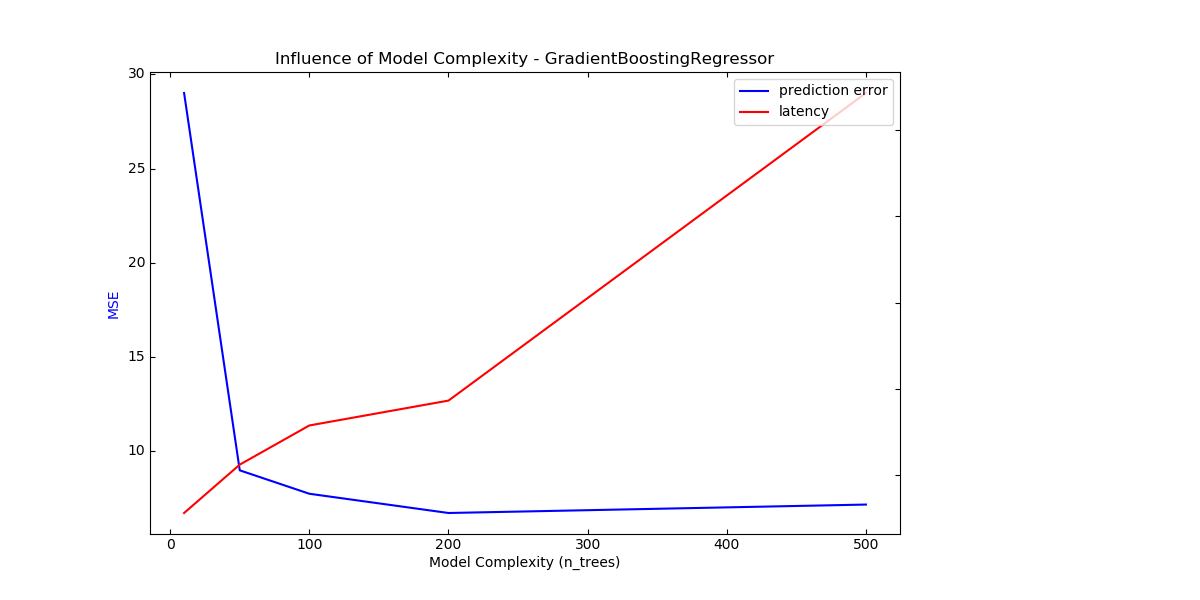 Influence of Model Complexity - GradientBoostingRegressor
prediction error
latency
30
25
20
15
10
MSE
0 100 200 300 400 500
Model Complexity (n_trees)